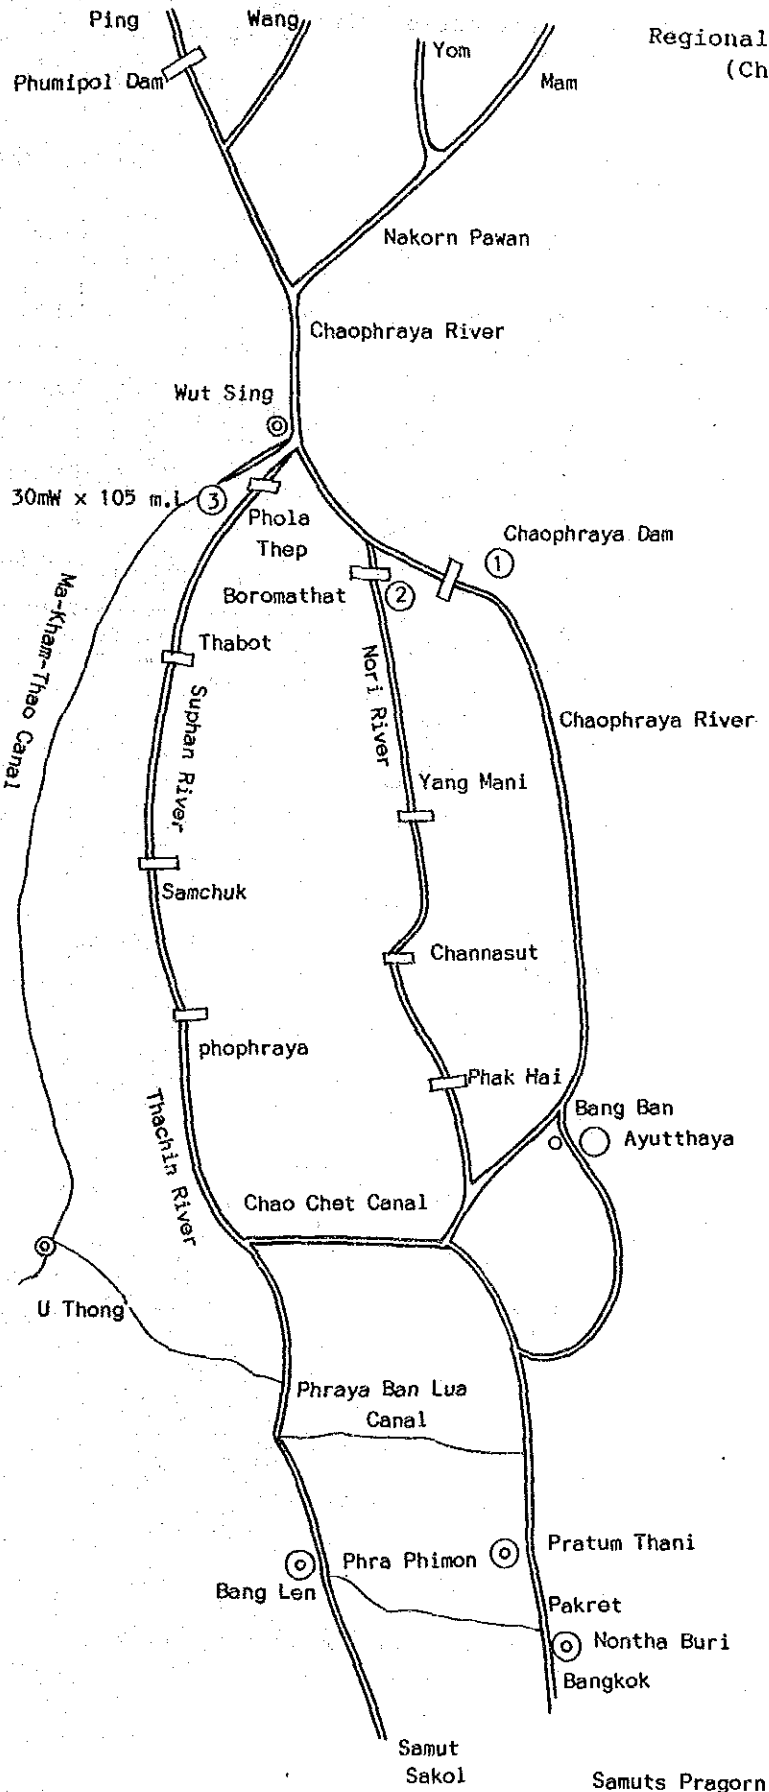 Ping
Wang
Regional
(Ch
Yom
Phumipol Dam
Mam
Nakorn Pawan
Chaophraya River
Wut Sing
30mW × 105 m.L
3
Phola
Thep
Chaophraya Dam
1
Boromathat
2
Ma-Kham-Thao Canal
Thabot
Nori River
Suphan River
Chaophraya River
Yang Mani
Samchuk
Channasut
phophraya
Phak Hai
Thachin River
Bang Ban
Ayutthaya
Chao Chet Canal
U Thong
Phraya Ban Lua
Canal
Pratum Thani
Phra Phimon
Bang Len
Pakret
Nontha Buri
Bangkok
Samut
Sakol
Samuts Pragorn